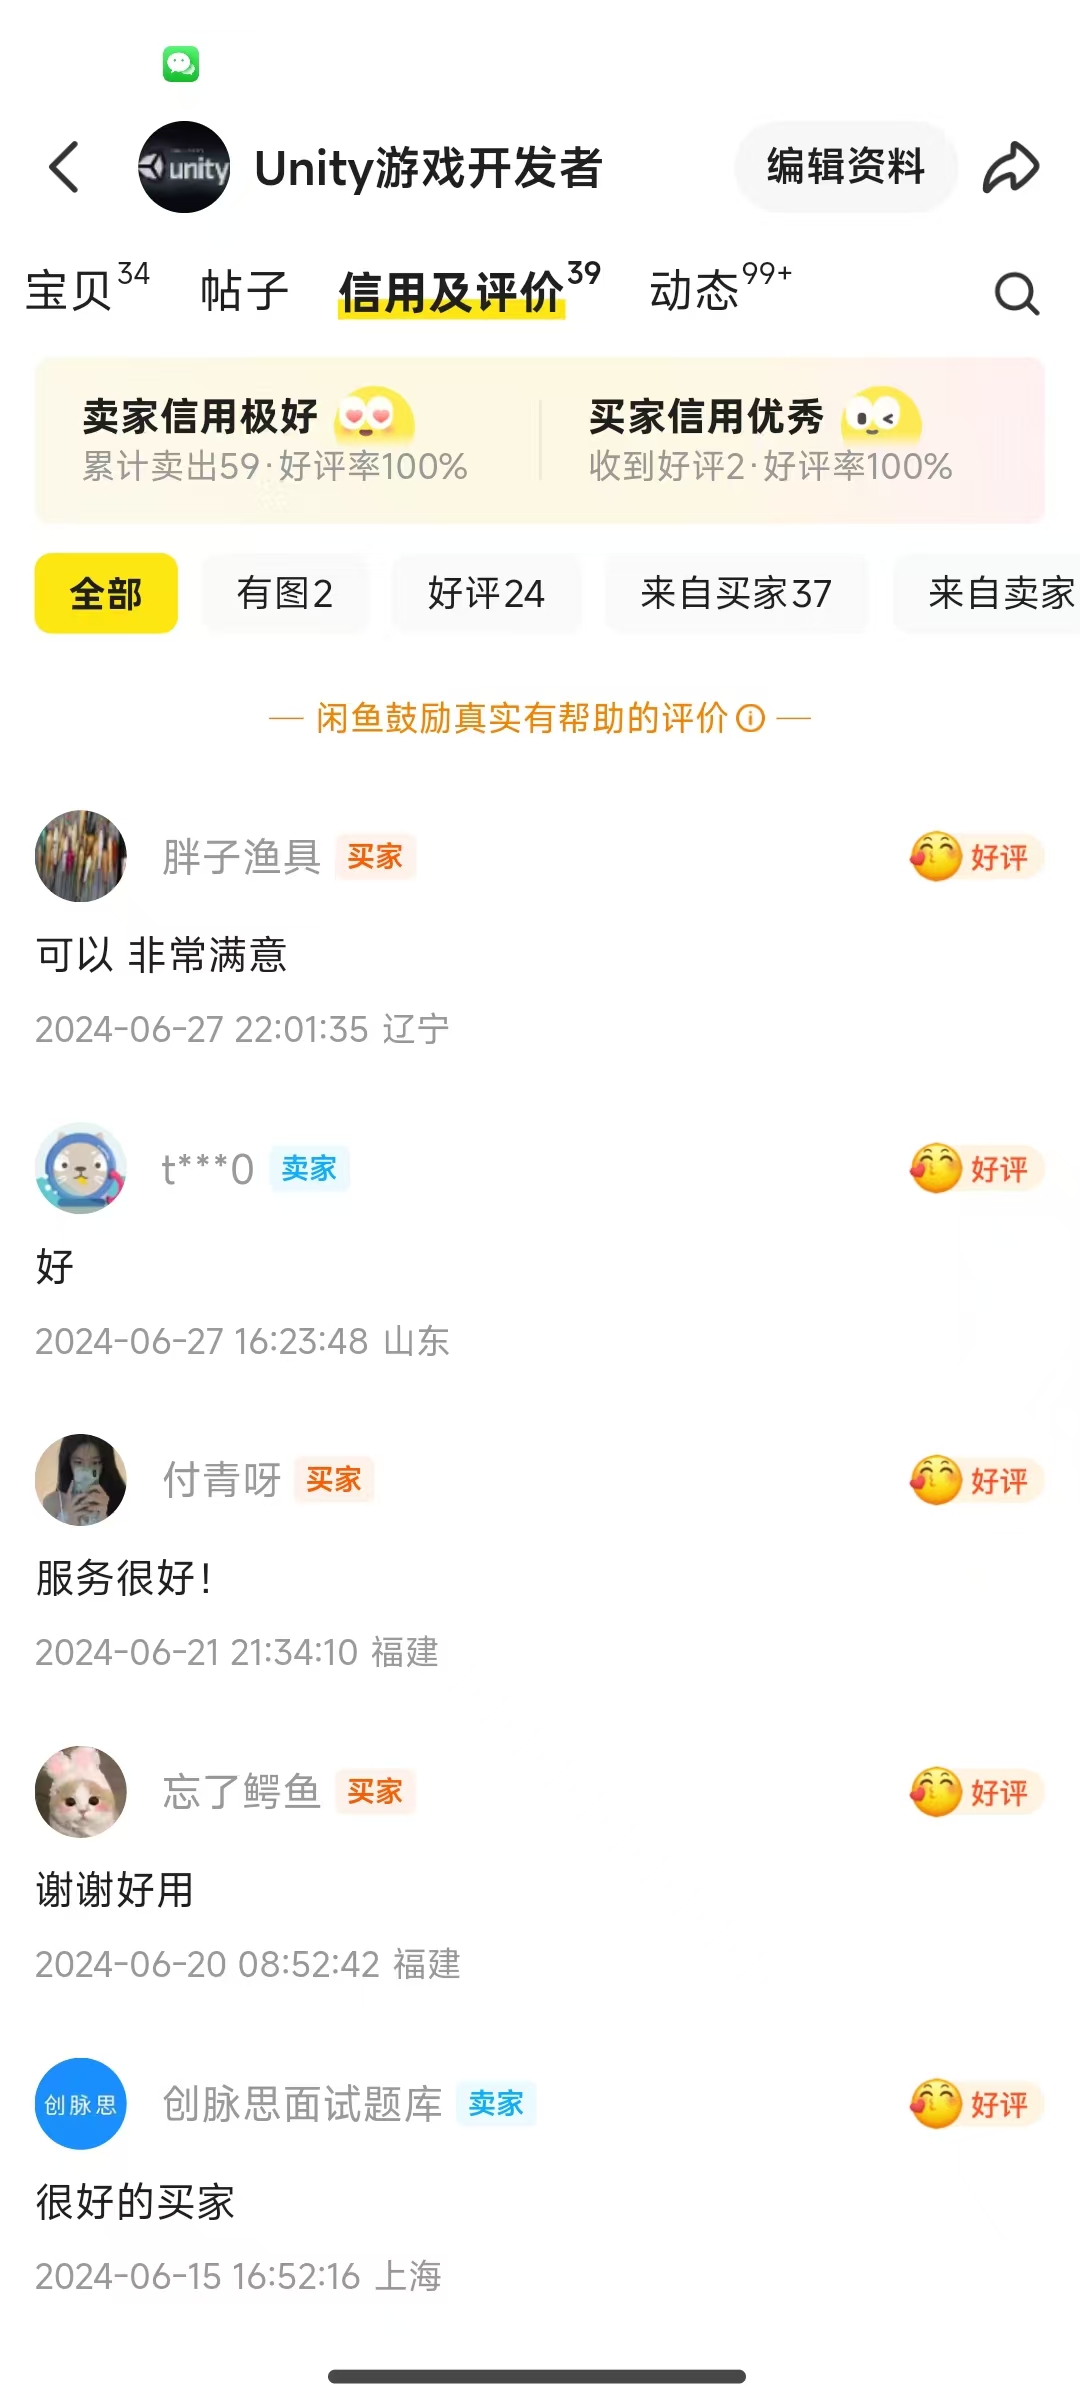 unity
Unity游戏开发者
编辑资料
宝贝34 帖子 信用及评价39 动态99+
卖家信用极好 买家信用优秀
累计卖出59·好评率100% 收到好评2·好评率100%
全部 有图2 好评24 来自买家37 来自卖家
— 闲鱼鼓励真实有帮助的评价 —
胖子渔具 买家 好评
可以 非常满意
2024-06-27 22:01:35 辽宁
t***0 卖家 好评
好
2024-06-27 16:23:48 山东
付青呀 买家 好评
服务很好!
2024-06-21 21:34:10 福建
忘了鳄鱼 买家 好评
谢谢好用
2024-06-20 08:52:42 福建
创脉思
创脉思面试题库 卖家 好评
很好的买家
2024-06-15 16:52:16 上海